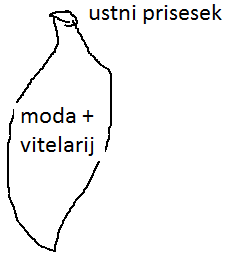 ustni prisesek
moda +
vitelarij